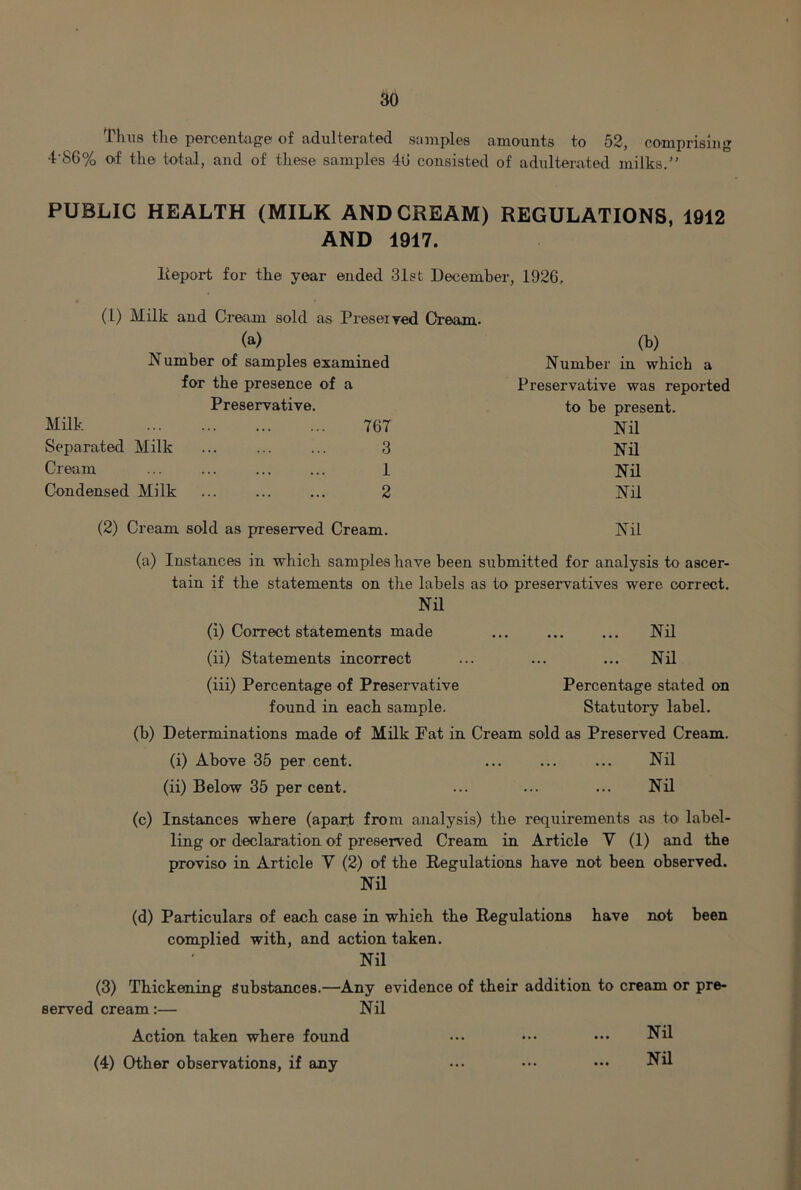 30
Thus the percentage of adulterated samples amounts to 52, comprising
4·86% of the total, and of these samples 40 consisted of adulterated milks.”
PUBLIC HEALTH (MILK AND CREAM) REGULATIONS, 1912
AND 1917.
Report for the year ended 31st December, 1926.
(1) Milk and Cream sold as Preserved Cream.
(a) (b)
Number of samples examined Number in which a
for the presence of a Preservative was reported
Preservative. to be present.
Milk ... ... ... ... 767 Nil
Separated Milk ... ... ... 3 Nil
Cream ... ... ... ... 1 Nil
Condensed Milk ... ... ... 2 Nil
(2) Cream sold as preserved Cream. Nil
(a) Instances in which samples have been submitted for analysis to ascer-
tain if the statements on the labels as to preservatives were correct.
Nil
(i) Correct statements made ... ... ... Nil
(ii) Statements incorrect ... ... ... Nil
(iii) Percentage of Preservative Percentage stated on
found in each sample. Statutory label.
(b) Determinations made of Milk Fat in Cream sold as Preserved Cream.
(i) Above 35 per cent. ... ... ... Nil
(ii) Below 35 per cent. ... ... ... Nil
(c) Instances where (apart from analysis) the requirements as to label-
ling or declaration of preserved Cream in Article V (1) and the
proviso in Article V (2) of the Regulations have not been observed.
Nil
(d) Particulars of each case in which the Regulations have not been
complied with, and action taken.
Nil
(3) Thickening Substances.—Any evidence of their addition to cream or pre-
served cream:— Nil
Action taken where found ... ... ... Nil
(4) Other observations, if any ... ... ... Nil